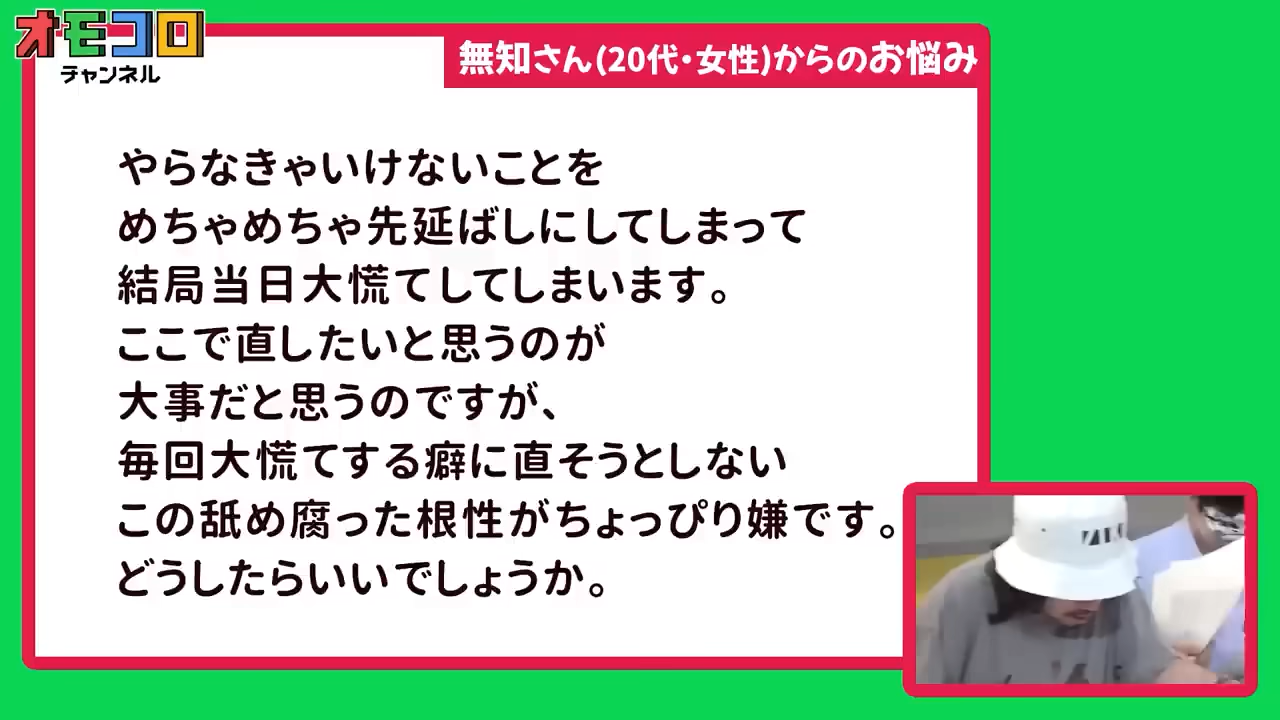 オモコロ
チャンネル
無知さん(20代・女性)からのお悩み
やらなきゃいけないことを
めちゃめちゃ先延ばしにしてしまって
結局当日大慌てしてしまいます。
ここで直したいと思うのが
大事だと思うのですが、
毎回大慌てする癖に直そうとしない
この舐め腐った根性がちょっぴり嫌です。
どうしたらいいでしょうか。